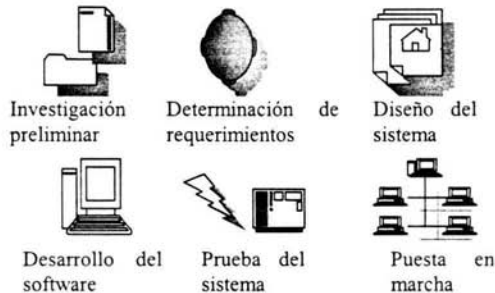 Investigación preliminar
Determinación de requerimientos
Diseño del sistema
Desarrollo del software
Prueba del sistema
Puesta en marcha